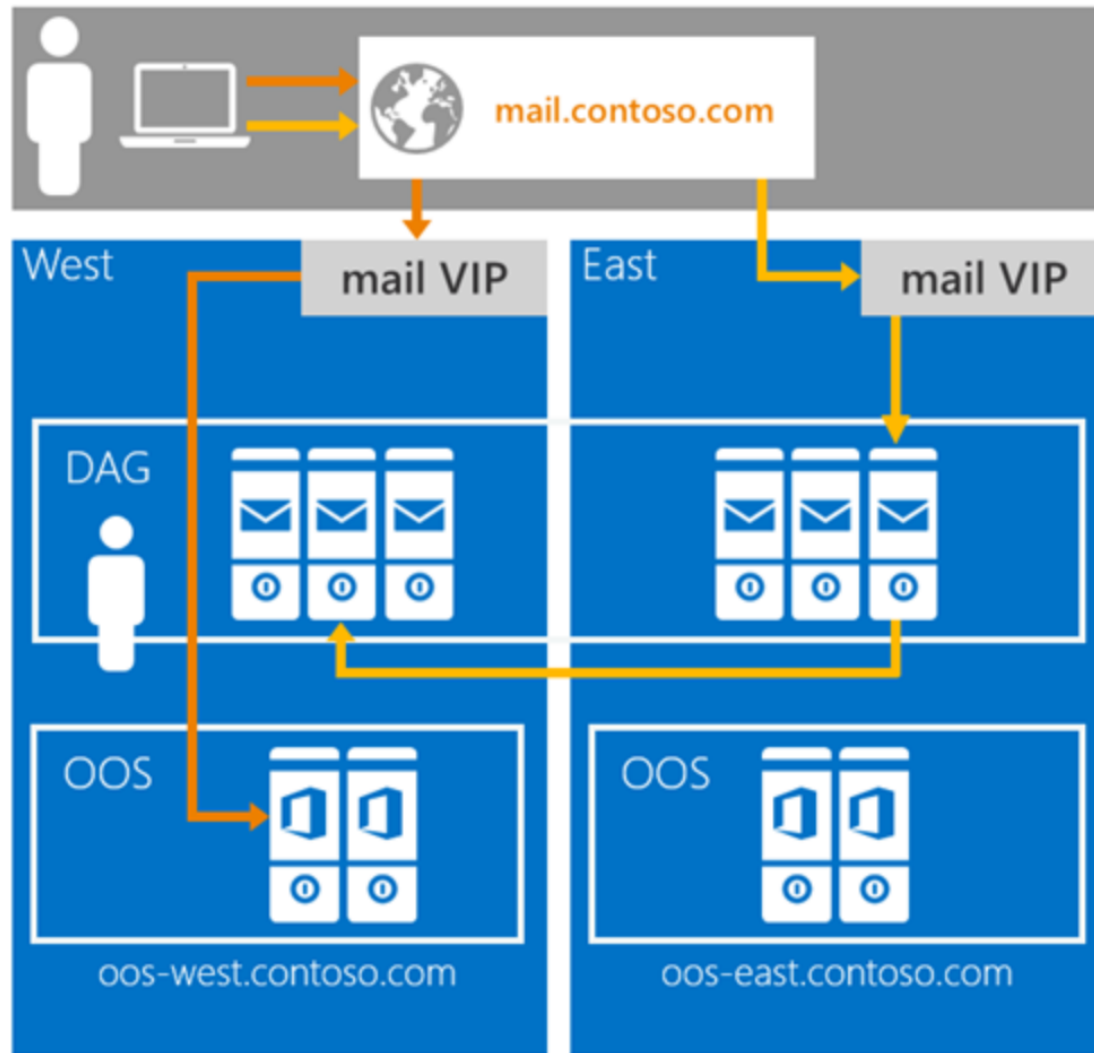 mail.contoso.com
West
mail VIP
East
mail VIP
DAG
OOS
OOS
oos-west.contoso.com
oos-east.contoso.com